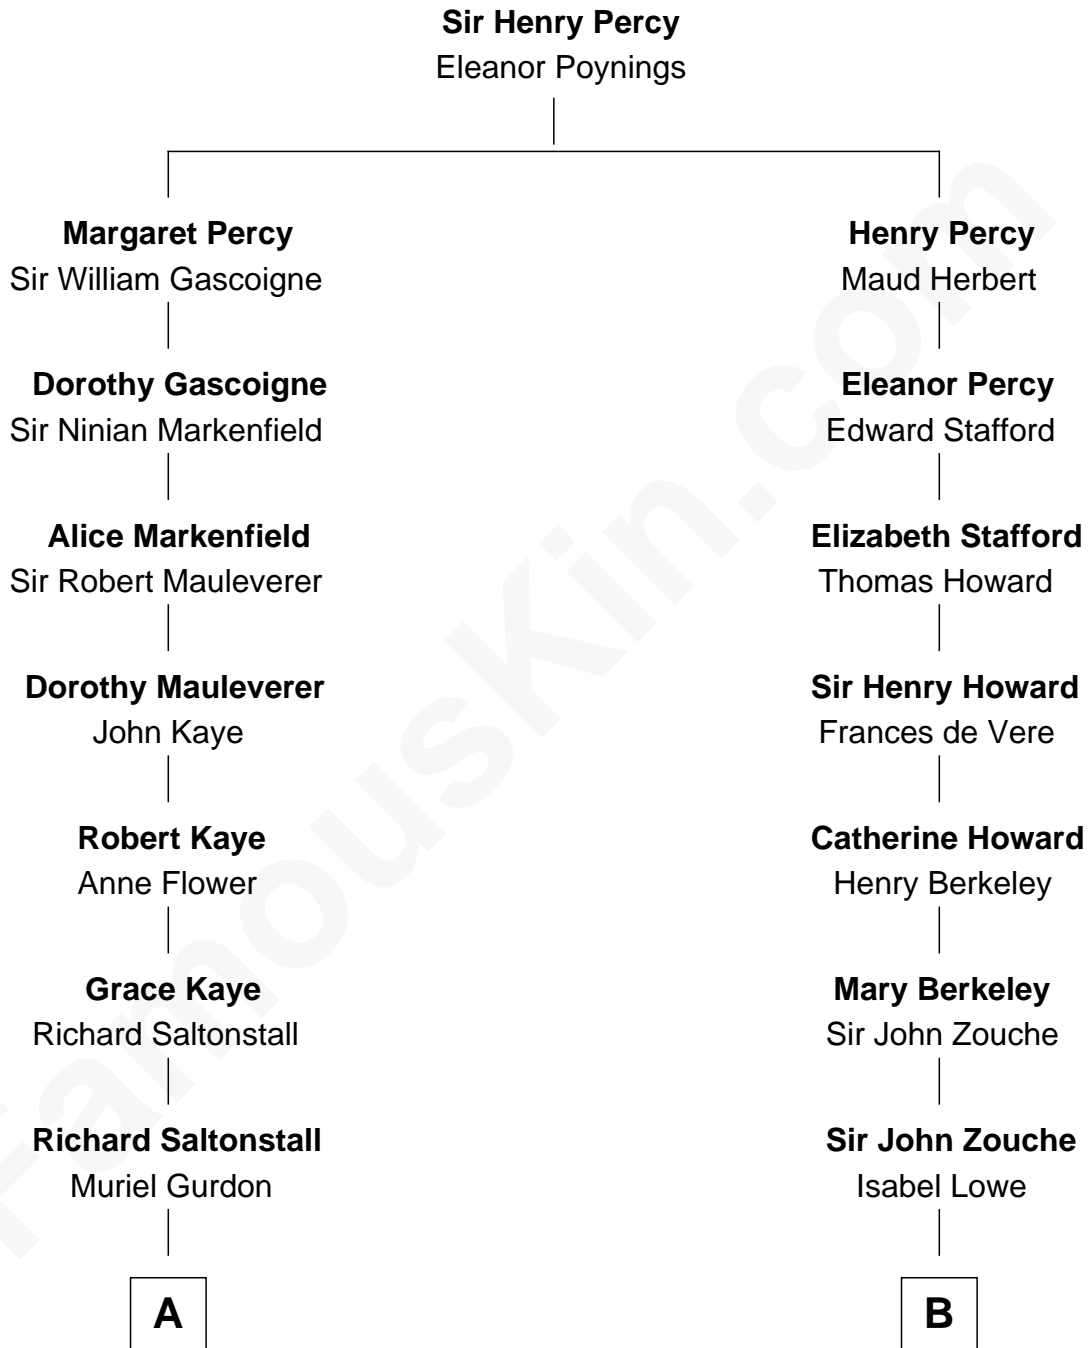 Sir Henry Percy
Eleanor Poynings
Margaret Percy
Sir William Gascoigne
Henry Percy
Maud Herbert
Dorothy Gascoigne
Sir Ninian Markenfield
Eleanor Percy
Edward Stafford
Alice Markenfield
Sir Robert Mauleverer
Elizabeth Stafford
Thomas Howard
Dorothy Mauleverer
John Kaye
Sir Henry Howard
Frances de Vere
Robert Kaye
Anne Flower
Catherine Howard
Henry Berkeley
Grace Kaye
Richard Saltonstall
Mary Berkeley
Sir John Zouche
Richard Saltonstall
Muriel Gurdon
Sir John Zouche
Isabel Lowe
A
B
FamousKin.com